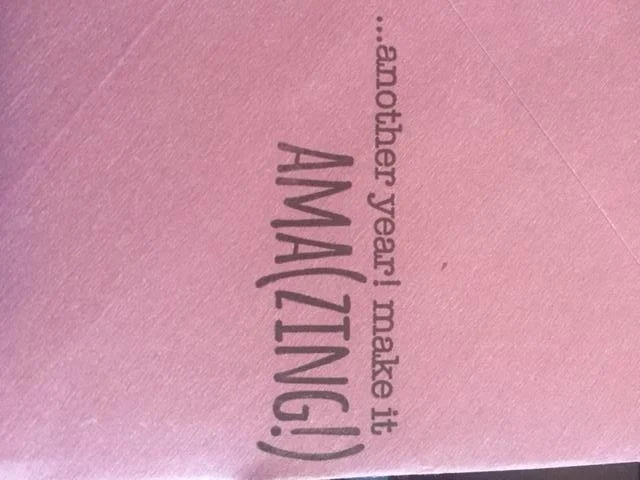 ...another year! make it
AMA(ZING!)